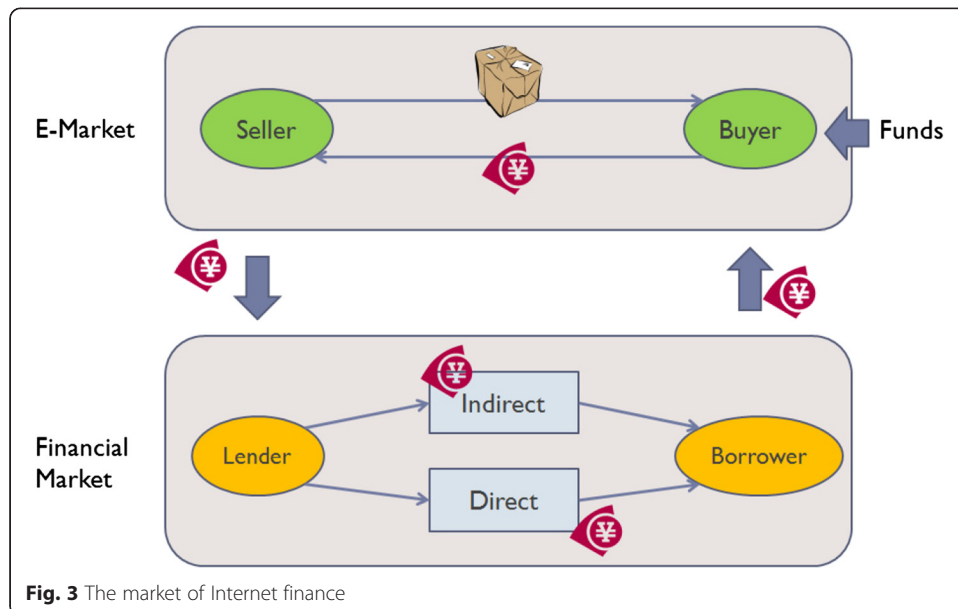 E-Market
Seller
Buyer
Funds
¥
¥
¥
¥
Indirect
Financial
Market
Lender
Borrower
Direct
¥
Fig. 3 The market of Internet finance